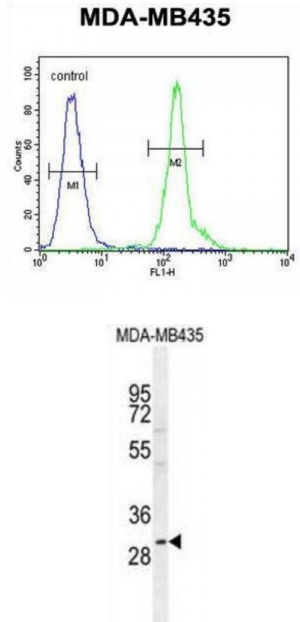 MDA-MB435
control
M1
M2
Counts
0 20 40 60 80 100
10⁰ 10¹ 10² 10³ 10⁴
FL1-H
MDA-MB435
95
72
55
36
28